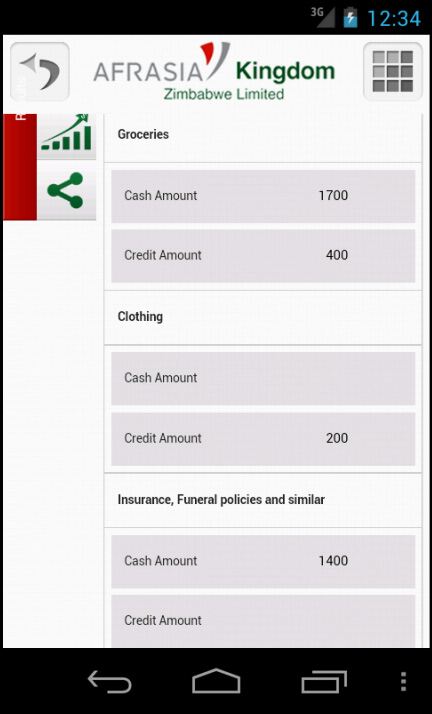 3G 12:34
AFRASIA Kingdom
Zimbabwe Limited
Groceries
Cash Amount 1700
Credit Amount 400
Clothing
Cash Amount
Credit Amount 200
Insurance, Funeral policies and similar
Cash Amount 1400
Credit Amount